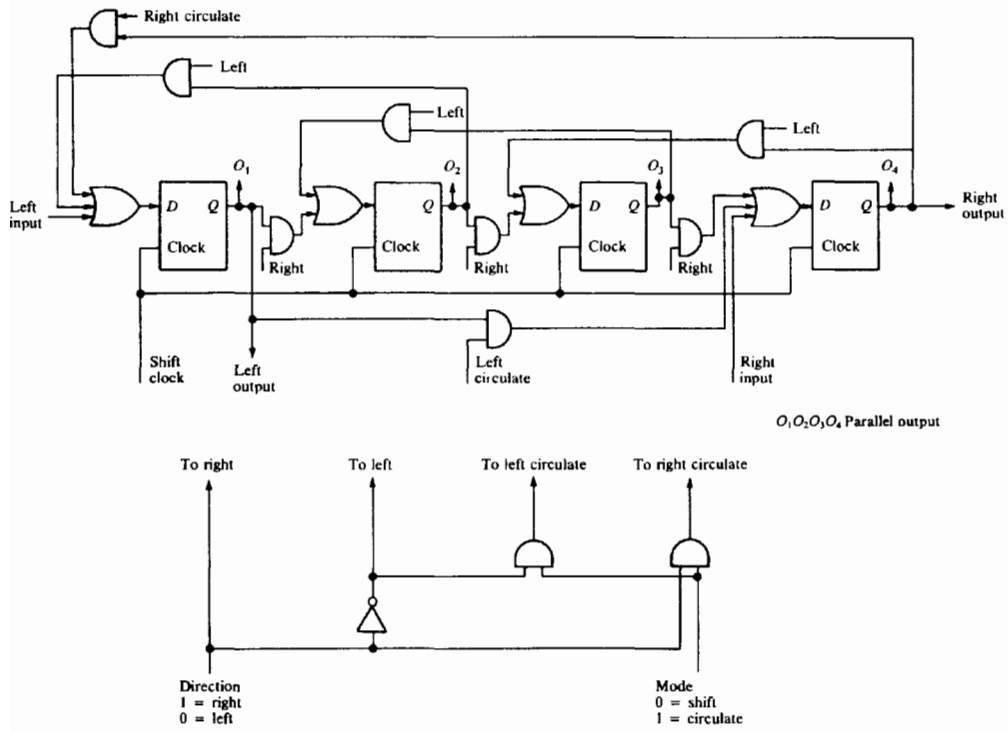 Right circulate
Left
Left
Left
O1
O2
O3
O4
Left
input
D Q
Clock
D Q
Clock
D Q
Clock
D Q
Clock
Right
output
Right
Right
Right
Shift
clock
Left
output
Left
circulate
Right
input
O1O2O3O4 Parallel output
To right
To left
To left circulate
To right circulate
Direction
1 = right
0 = left
Mode
0 = shift
1 = circulate